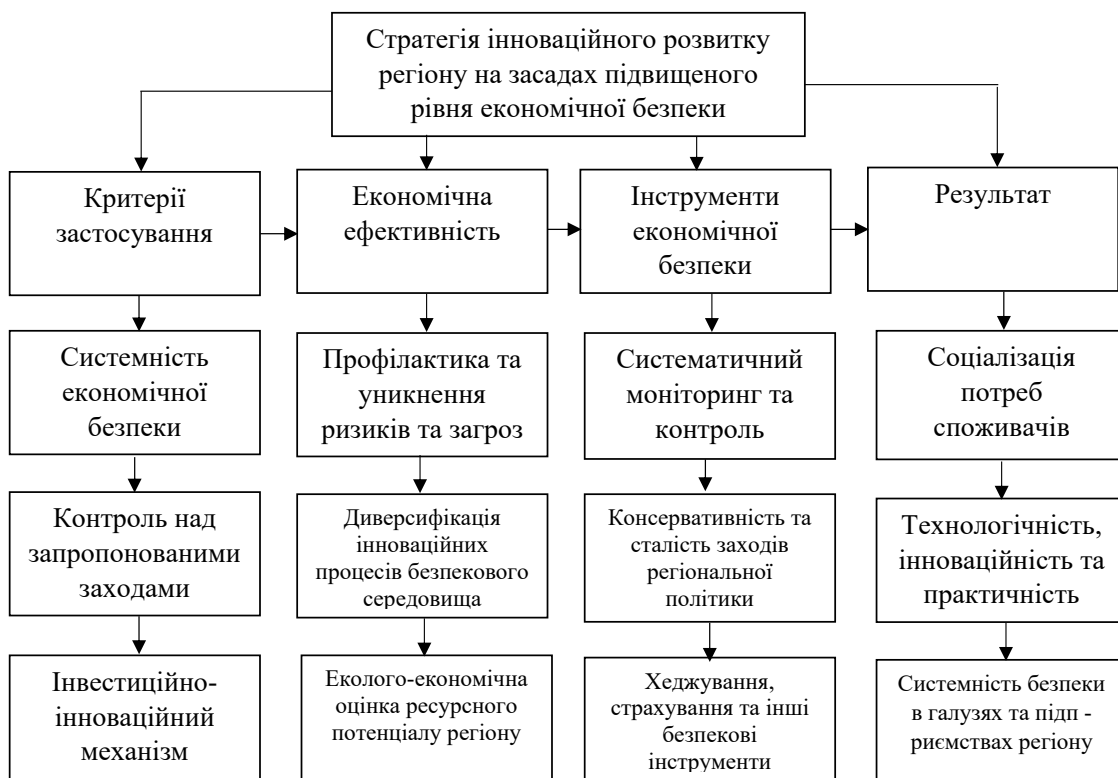 Стратегія інноваційного розвитку
регіону на засадах підвищеного
рівня економічної безпеки
Критерії
застосування
Економічна
ефективність
Інструменти
економічної
безпеки
Результат
Системність
економічної
безпеки
Профілактика та
уникнення
ризиків та загроз
Систематичний
моніторинг та
контроль
Соціалізація
потреб
споживачів
Контроль над
запропонованими
заходами
Диверсифікація
інноваційних
процесів безпекового
середовища
Консервативність та
сталість заходів
регіональної
політики
Технологічність,
інноваційність та
практичність
Інвестиційно-
інноваційний
механізм
Еколого-економічна
оцінка ресурсного
потенціалу регіону
Хеджування,
страхування та інші
безпекові
інструменти
Системність безпеки
в галузях та підп -
риємствах регіону